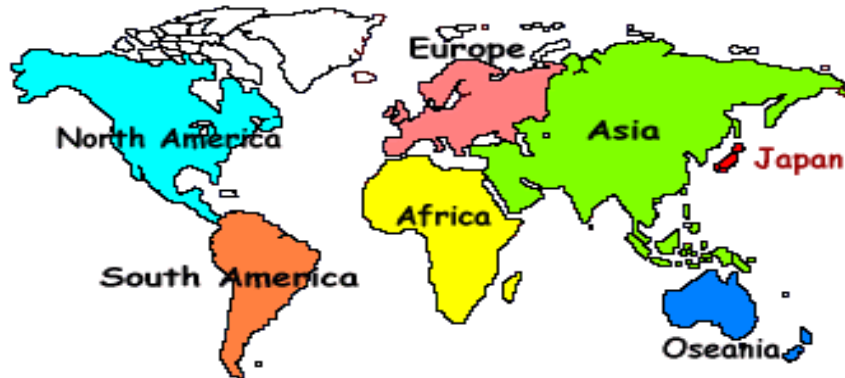 Europe
North America
Asia
Japan
Africa
South America
Oseania